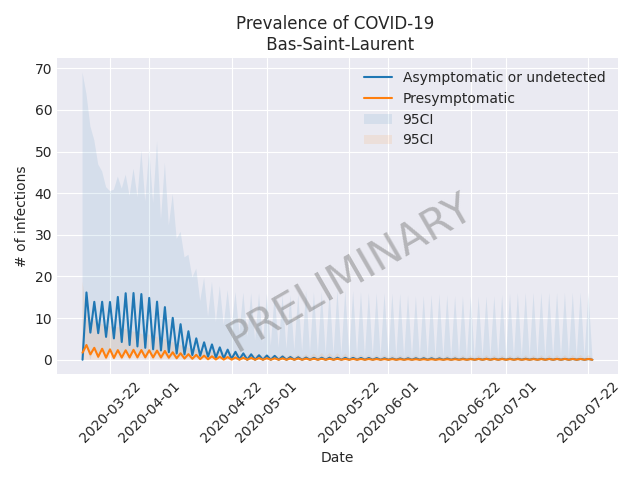 Prevalence of COVID-19
Bas-Saint-Laurent
Asymptomatic or undetected
Presymptomatic
95CI
95CI
70
60
50
40
30
20
10
0
# of infections
PRELIMINARY
2020-03-22
2020-04-01
2020-04-22
2020-05-01
2020-05-22
2020-06-01
2020-06-22
2020-07-01
2020-07-22
Date